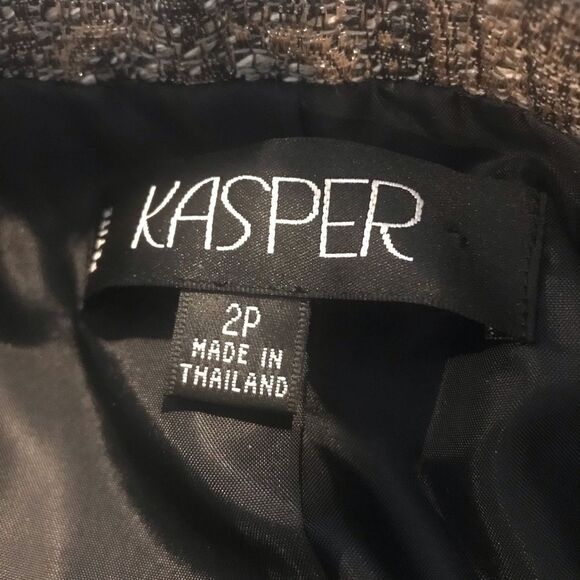 KASPER
2P
MADE IN
THAILAND